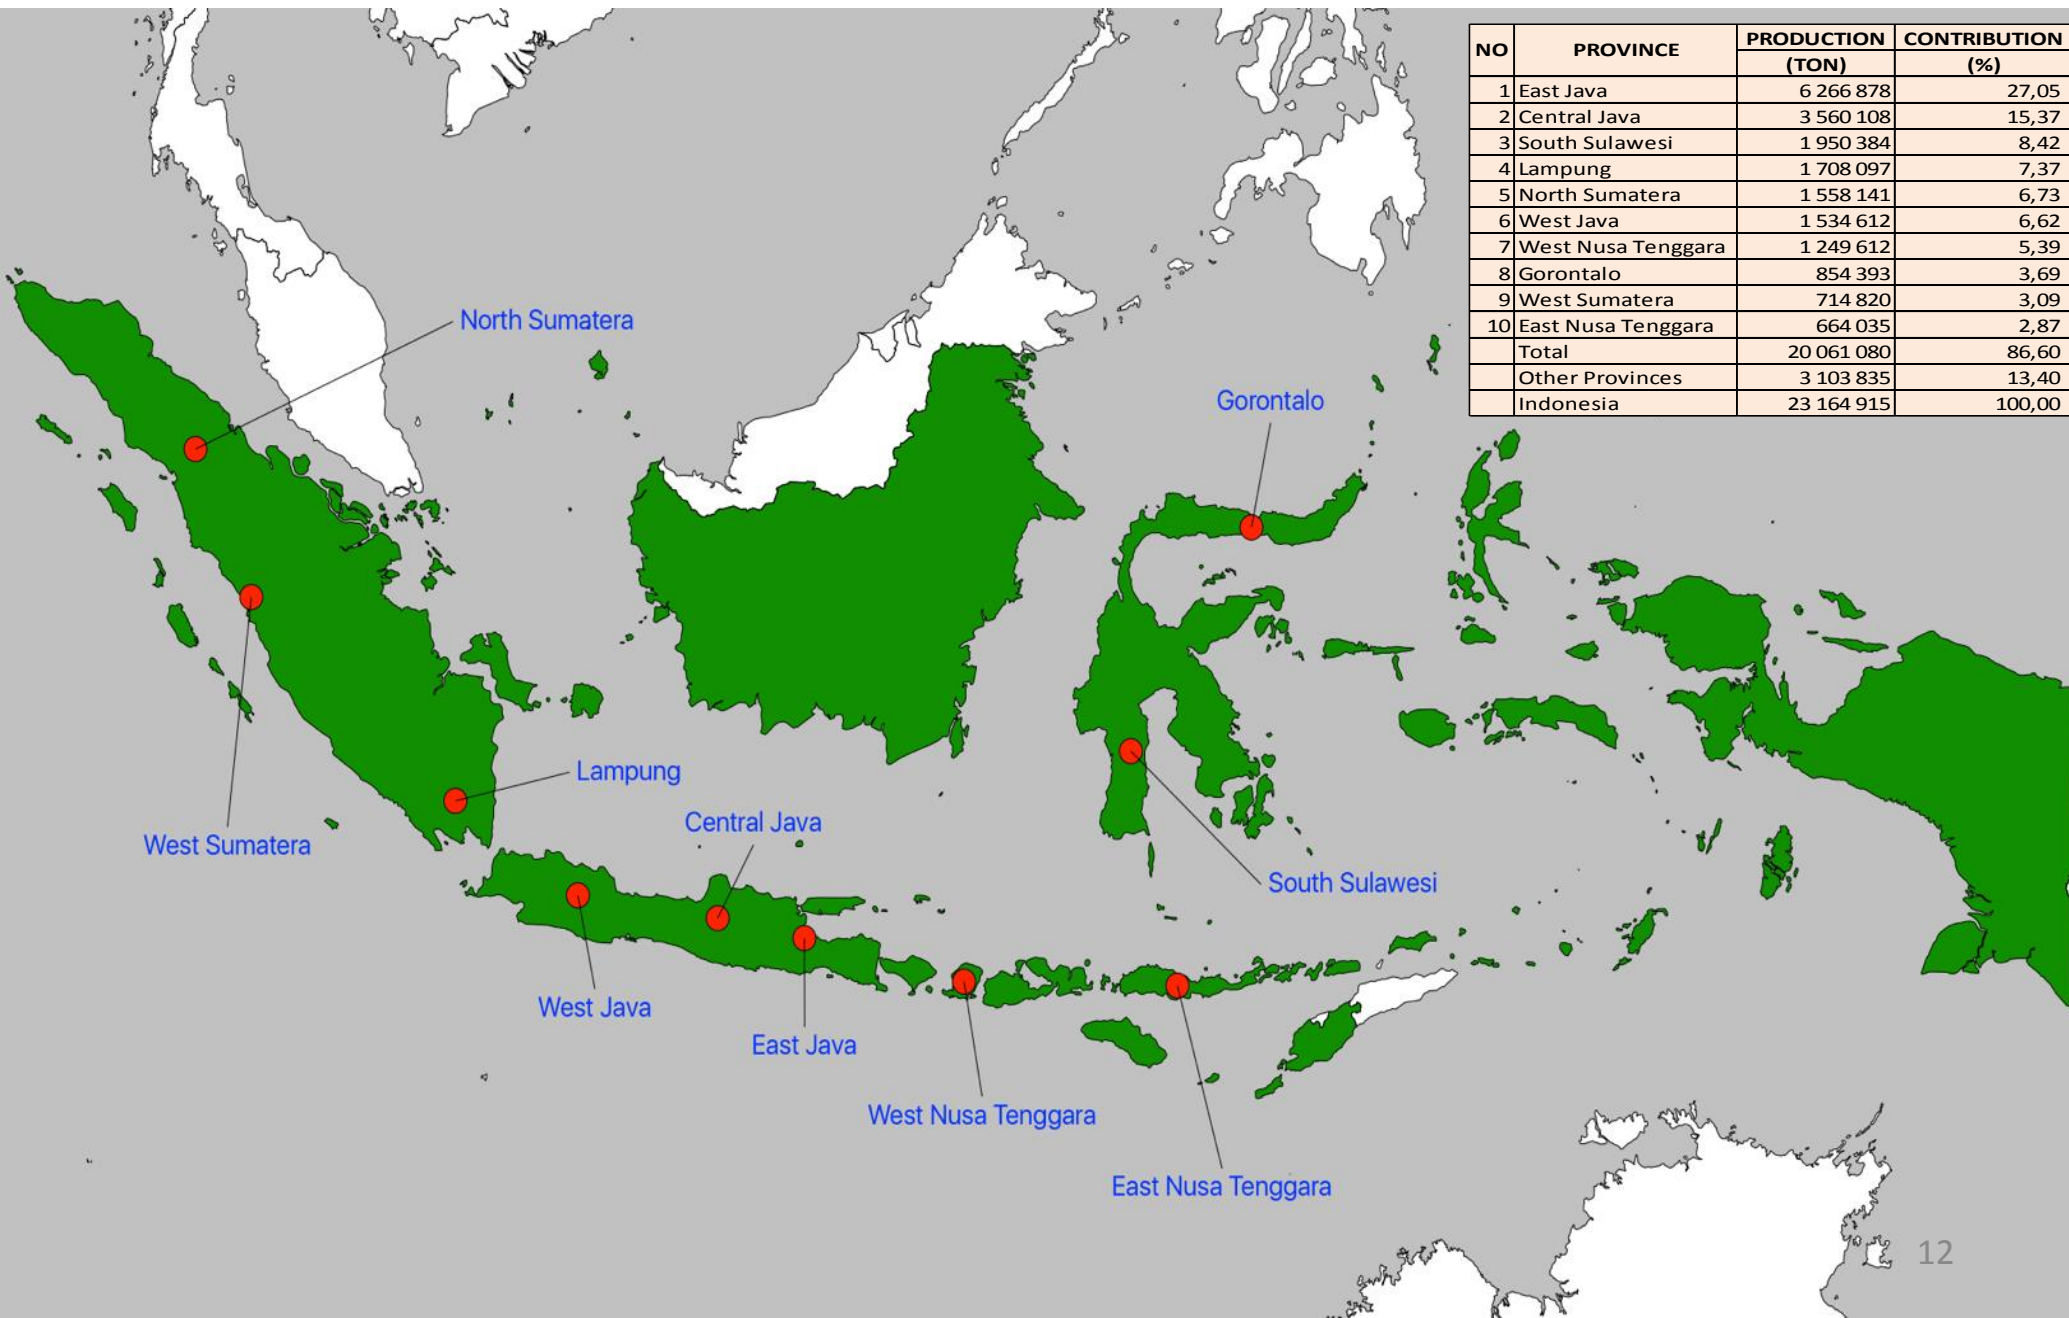 NO PROVINCE PRODUCTION CONTRIBUTION
(TON) (%)
1 East Java 6 266 878 27,05
2 Central Java 3 560 108 15,37
3 South Sulawesi 1 950 384 8,42
4 Lampung 1 708 097 7,37
5 North Sumatera 1 558 141 6,73
6 West Java 1 534 612 6,62
7 West Nusa Tenggara 1 249 612 5,39
8 Gorontalo 854 393 3,69
9 West Sumatera 714 820 3,09
10 East Nusa Tenggara 664 035 2,87
Total 20 061 080 86,60
Other Provinces 3 103 835 13,40
Indonesia 23 164 915 100,00
North Sumatera
Gorontalo
Lampung
Central Java
West Sumatera
South Sulawesi
West Java
East Java
West Nusa Tenggara
East Nusa Tenggara
12